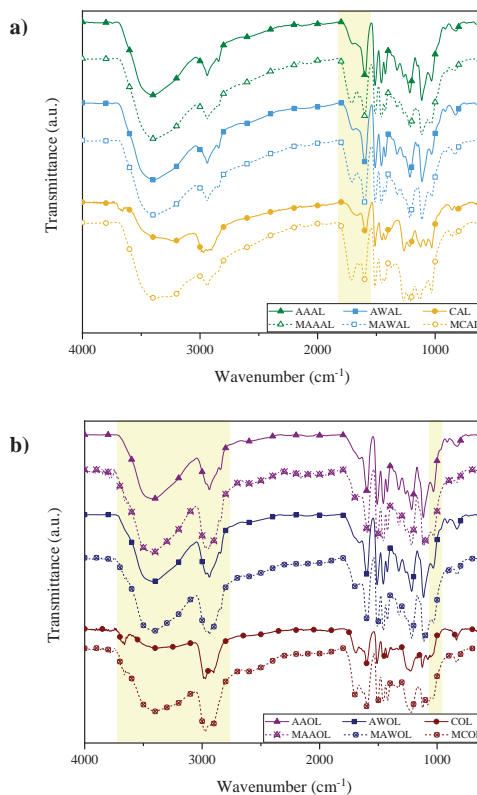 a)
Transmittance (a.u.)
AAAL AWAL CAL
MAAAL MAWAL MCAL
4000 3000 2000 1000
Wavenumber (cm⁻¹)
b)
Transmittance (a.u.)
AAOL AWOL COL
MAAOL MAWOL MCOL
4000 3000 2000 1000
Wavenumber (cm⁻¹)